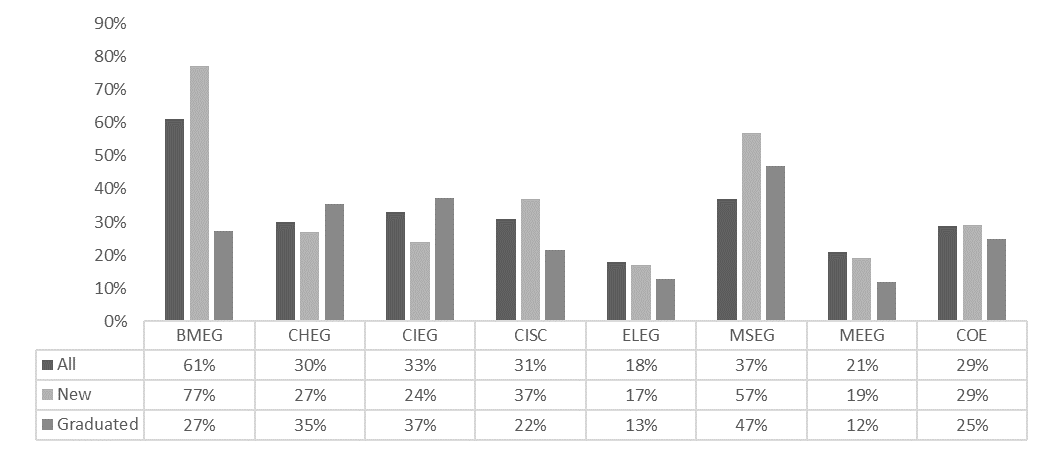 90%
80%
70%
60%
50%
40%
30%
20%
10%
0%
BMEG CHEG CIEG CISC ELEG MSEG MEEG COE
All 61% 30% 33% 31% 18% 37% 21% 29%
New 77% 27% 24% 37% 17% 57% 19% 29%
Graduated 27% 35% 37% 22% 13% 47% 12% 25%